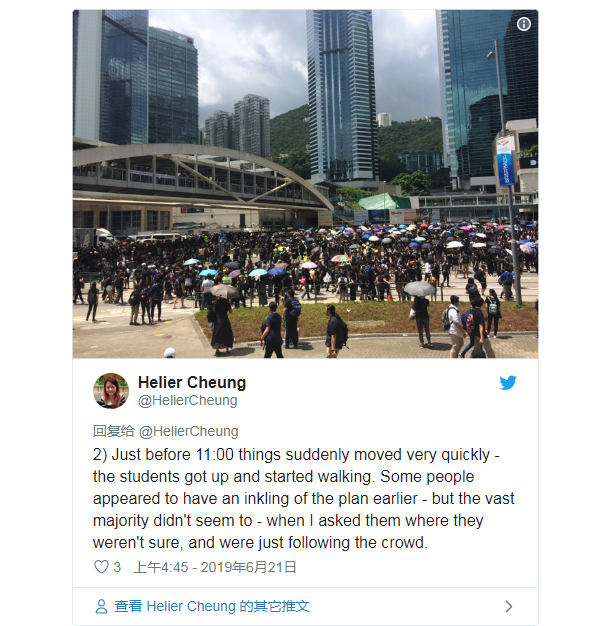 Helier Cheung
@HelierCheung
回复给 @HelierCheung
2) Just before 11:00 things suddenly moved very quickly -
the students got up and started walking. Some people
appeared to have an inkling of the plan earlier - but the vast
majority didn't seem to - when I asked them where they
weren't sure, and were just following the crowd.
3 上午4:45 - 2019年6月21日
查看 Helier Cheung 的其它推文